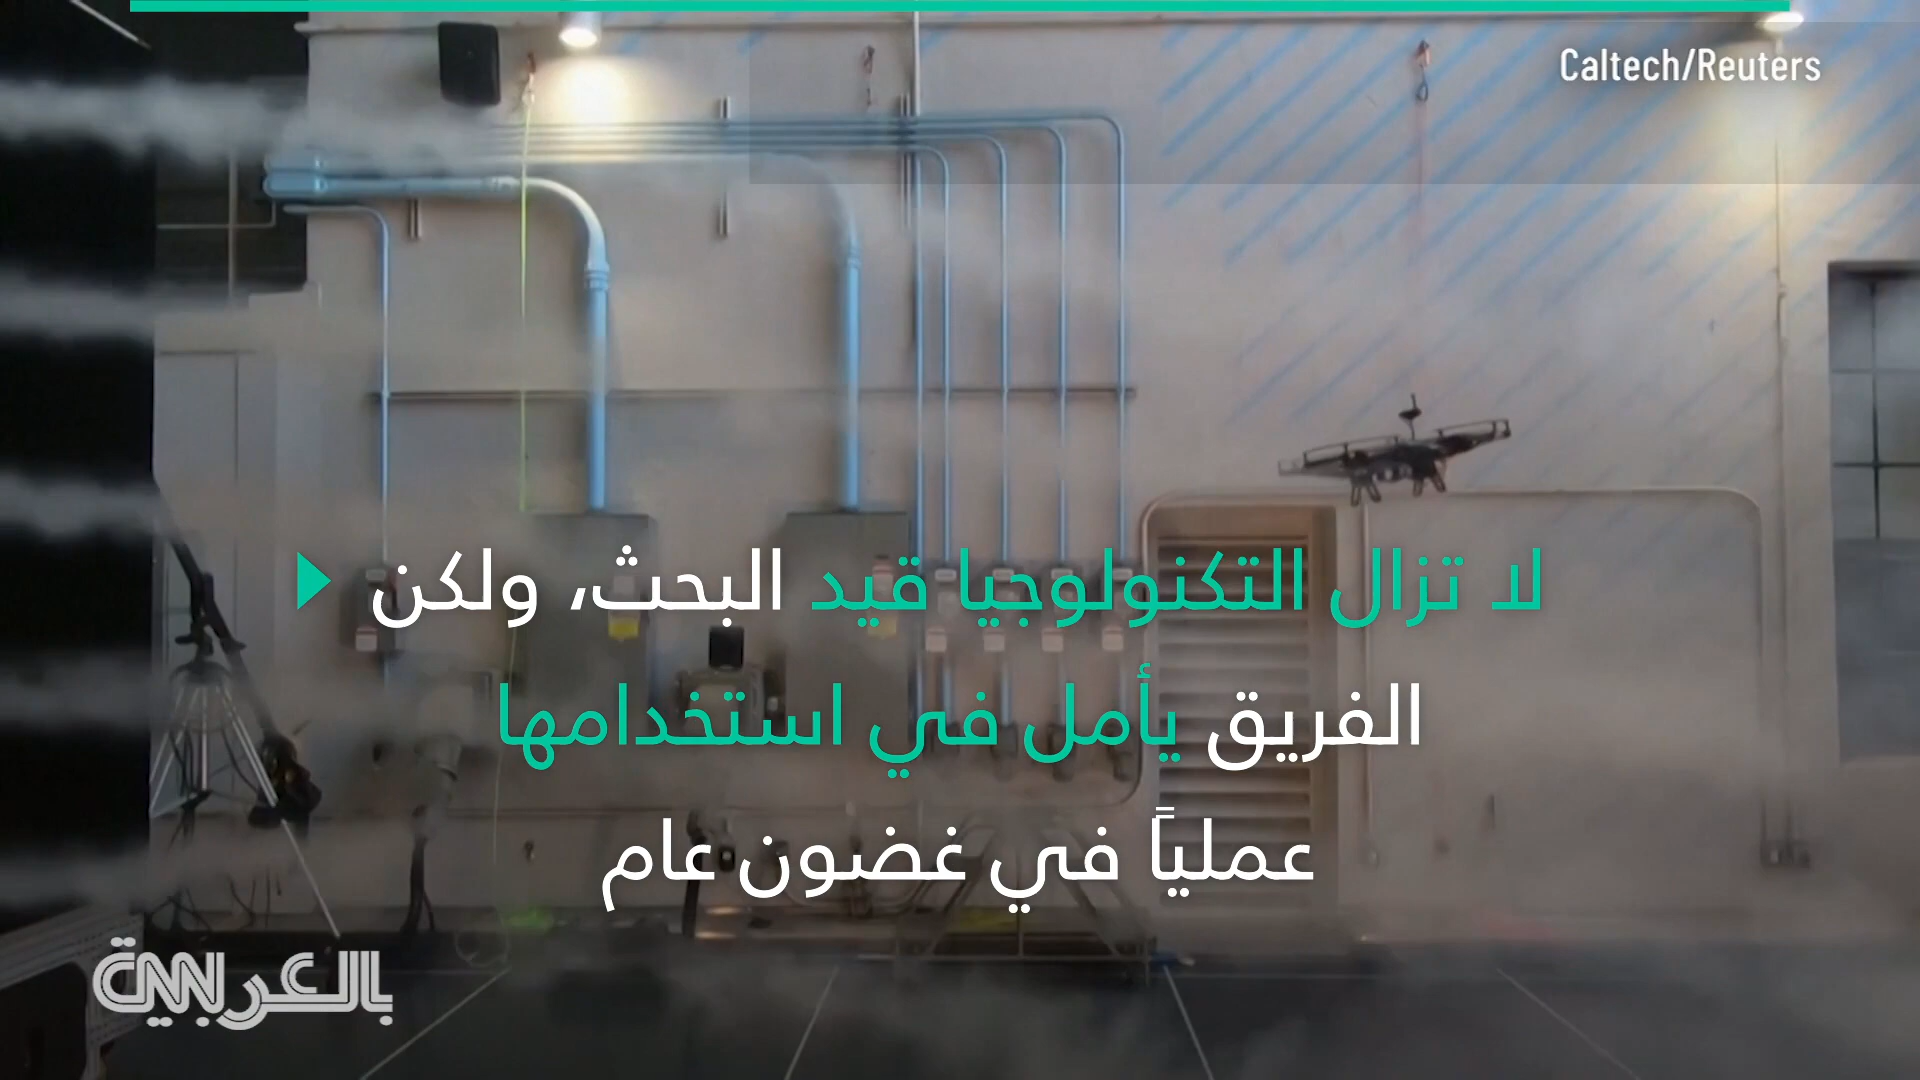 Caltech/Reuters
لا تزال التكنولوجيا قيد البحث، ولكن
الفريق يأمل في استخدامها
عملياً في غضون عام
CNN بالعربية